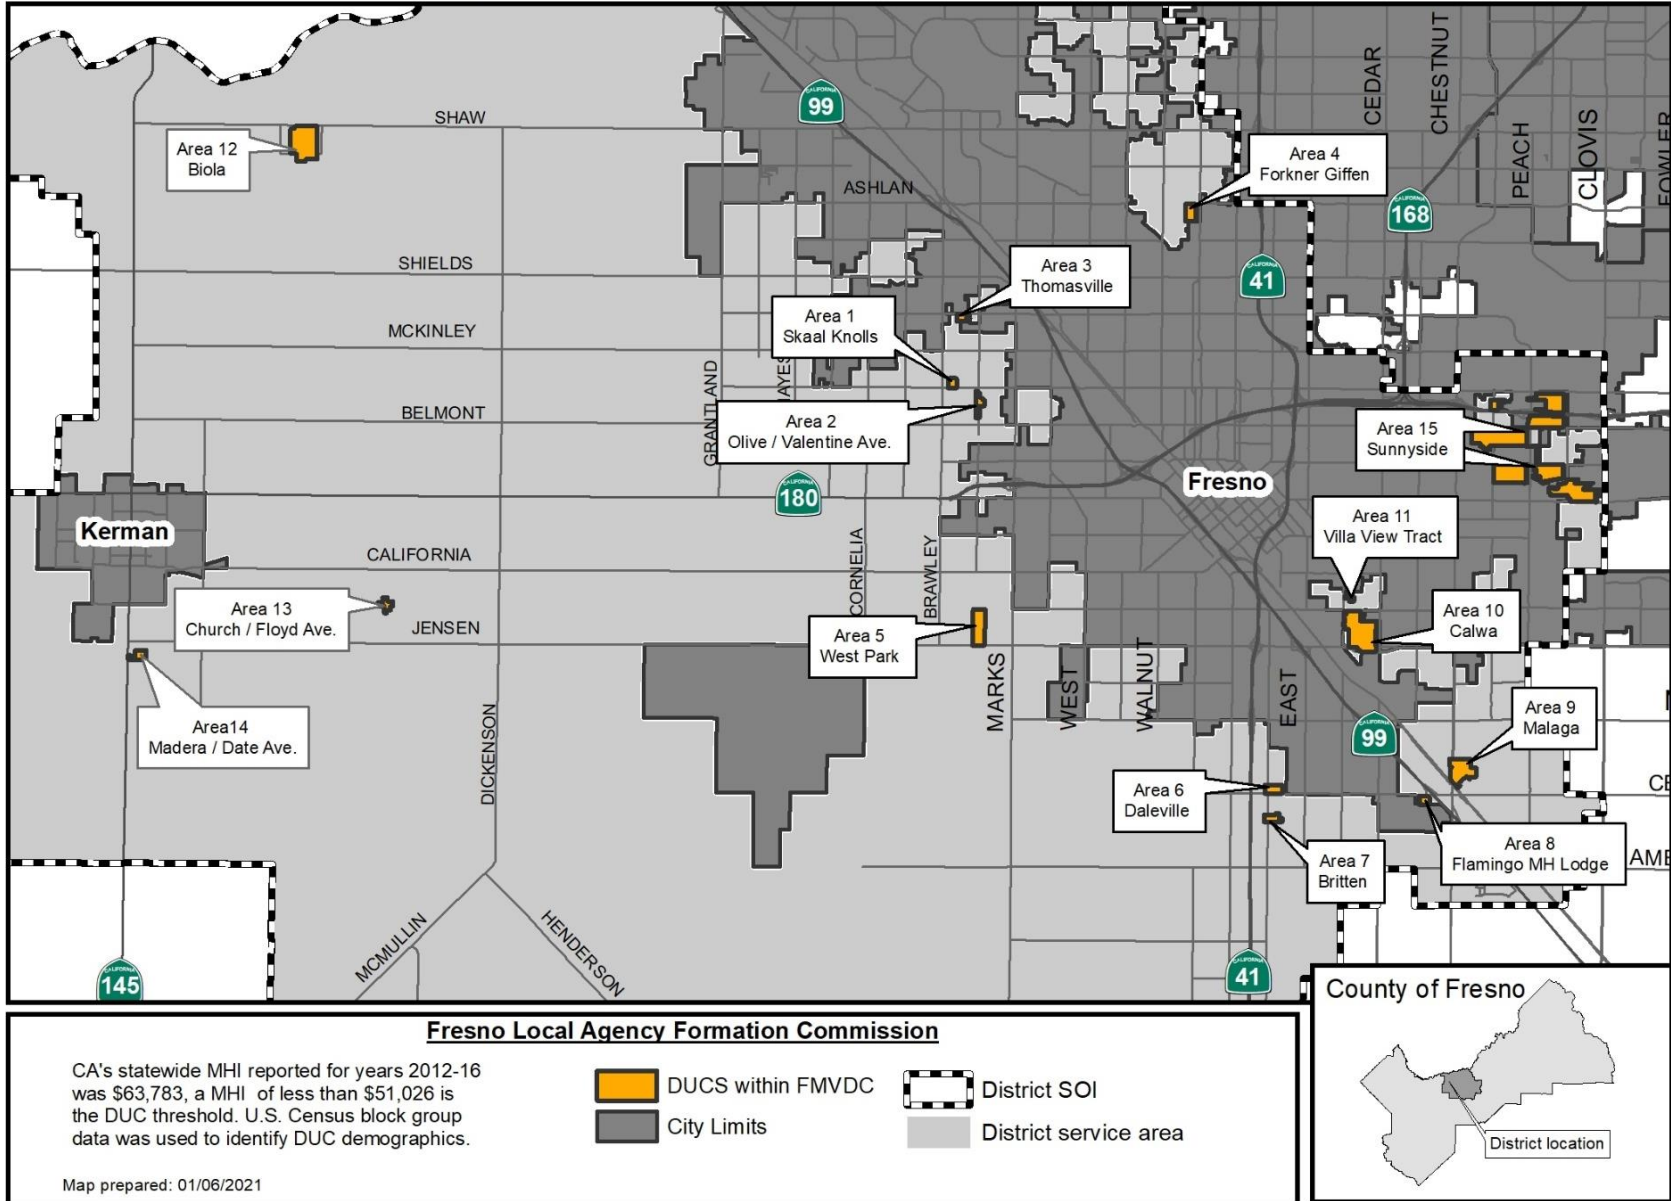 CEDAR
CHESTNUT
CALIFORNIA
99
SHAW
Area 12
Biola
PEACH
CLOVIS
FOWLER
Area 4
Forkner Giffen
ASHLAN
CALIFORNIA
168
SHIELDS
Area 3
Thomasville
CALIFORNIA
41
Area 1
Skaal Knolls
MCKINLEY
GRANTLAND
HAYES
BELMONT
Area 2
Olive / Valentine Ave.
Area 15
Sunnyside
CALIFORNIA
180
Fresno
Kerman
Area 11
Villa View Tract
CALIFORNIA
CORNELIA
BRAWLEY
Area 13
Church / Floyd Ave.
JENSEN
Area 5
West Park
Area 10
Calwa
MARKS
WEST
WALNUT
EAST
Area14
Madera / Date Ave.
DICKENSON
CALIFORNIA
99
Area 9
Malaga
CE
Area 6
Daleville
Area 7
Britten
Area 8
Flamingo MH Lodge
AME
MCMULLIN
HENDERSON
CALIFORNIA
145
CALIFORNIA
41
County of Fresno
District location
Fresno Local Agency Formation Commission
CA's statewide MHI reported for years 2012-16
was $63,783, a MHI of less than $51,026 is
the DUC threshold. U.S. Census block group
data was used to identify DUC demographics.
Map prepared: 01/06/2021
DUCS within FMVDC
City Limits
District SOI
District service area